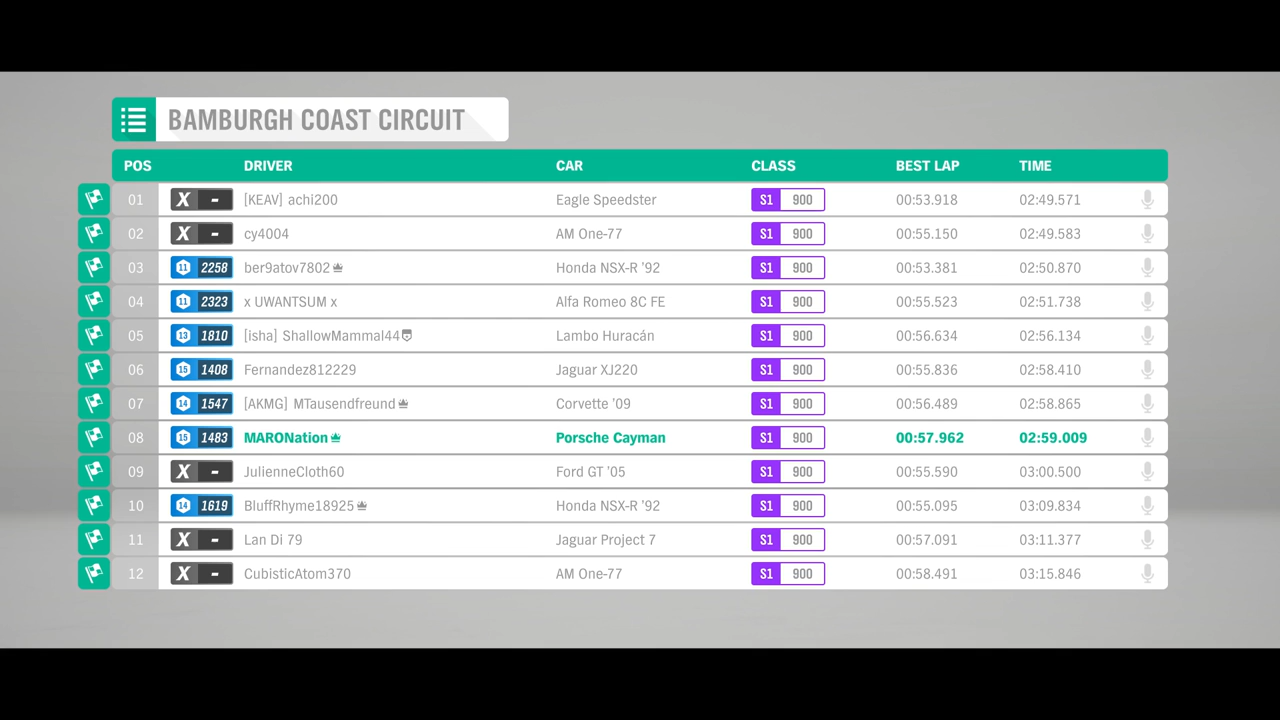 BAMBURGH COAST CIRCUIT
POS DRIVER CAR CLASS BEST LAP TIME
01 X - [KEAV] achi200 Eagle Speedster S1 900 00:53.918 02:49.571
02 X - cy4004 AM One-77 S1 900 00:55.150 02:49.583
03 11 2258 ber9atov7802 Honda NSX-R '92 S1 900 00:53.381 02:50.870
04 11 2323 x UWANTSUM x Alfa Romeo 8C FE S1 900 00:55.523 02:51.738
05 13 1810 [isha] ShallowMammal44 Lambo Huracán S1 900 00:56.634 02:56.134
06 15 1408 Fernandez812229 Jaguar XJ220 S1 900 00:55.836 02:58.410
07 14 1547 [AKMG] MTausendfreund Corvette '09 S1 900 00:56.489 02:58.865
08 15 1483 MARONation Porsche Cayman S1 900 00:57.962 02:59.009
09 X - JulienneCloth60 Ford GT '05 S1 900 00:55.590 03:00.500
10 14 1619 BluffRhyme18925 Honda NSX-R '92 S1 900 00:55.095 03:09.834
11 X - Lan Di 79 Jaguar Project 7 S1 900 00:57.091 03:11.377
12 X - CubisticAtom370 AM One-77 S1 900 00:58.491 03:15.846